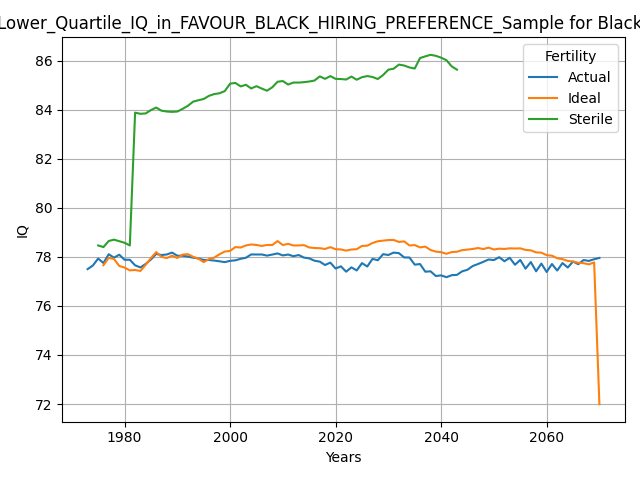 Lower_Quartile_IQ_in_FAVOUR_BLACK_HIRING_PREFERENCE_Sample for Black
Fertility
Actual
Ideal
Sterile
86
84
82
80
78
76
74
72
IQ
1980 2000 2020 2040 2060
Years